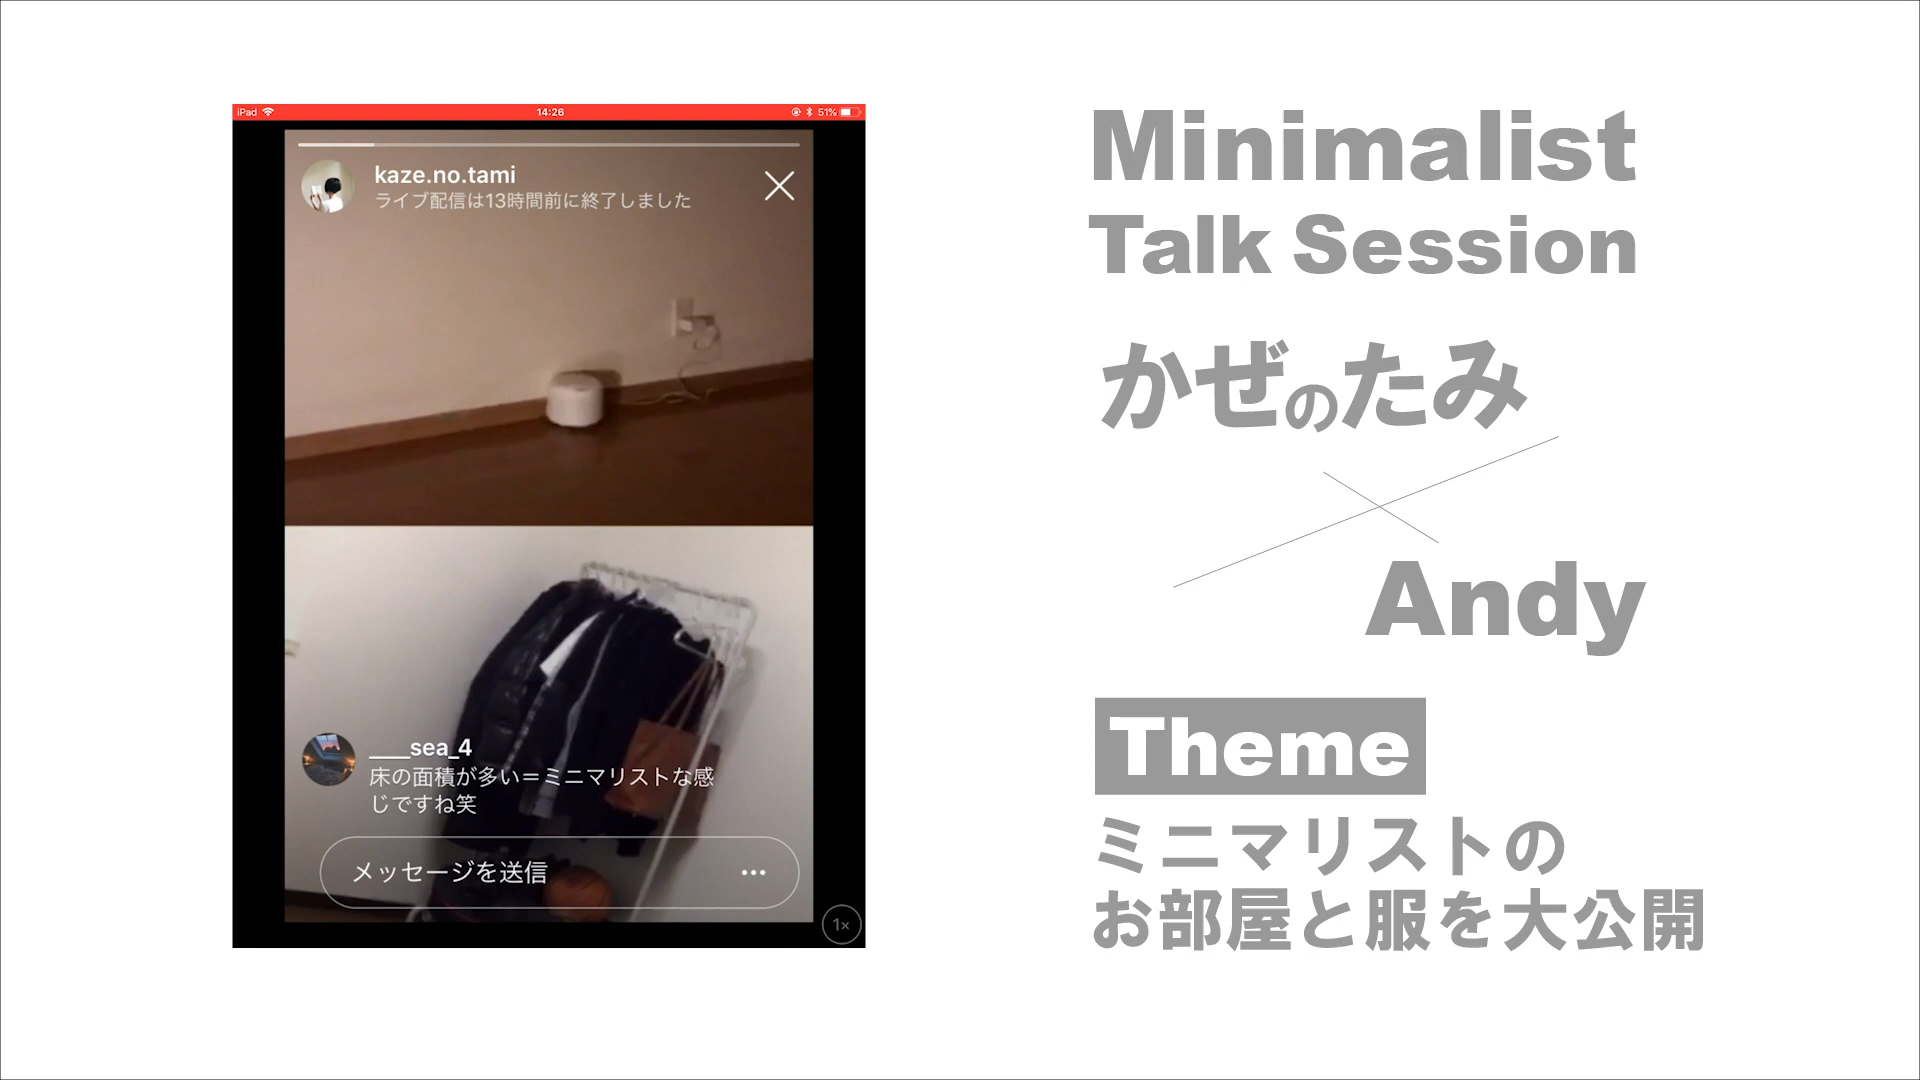 iPad 14:26 51%
kaze.no.tami
ライブ配信は13時間前に終了しました
____sea_4
床の面積が多い=ミニマリストな感
じですね笑
メッセージを送信
1×
Minimalist
Talk Session
かぜのたみ
Andy
Theme
ミニマリストの
お部屋と服を大公開